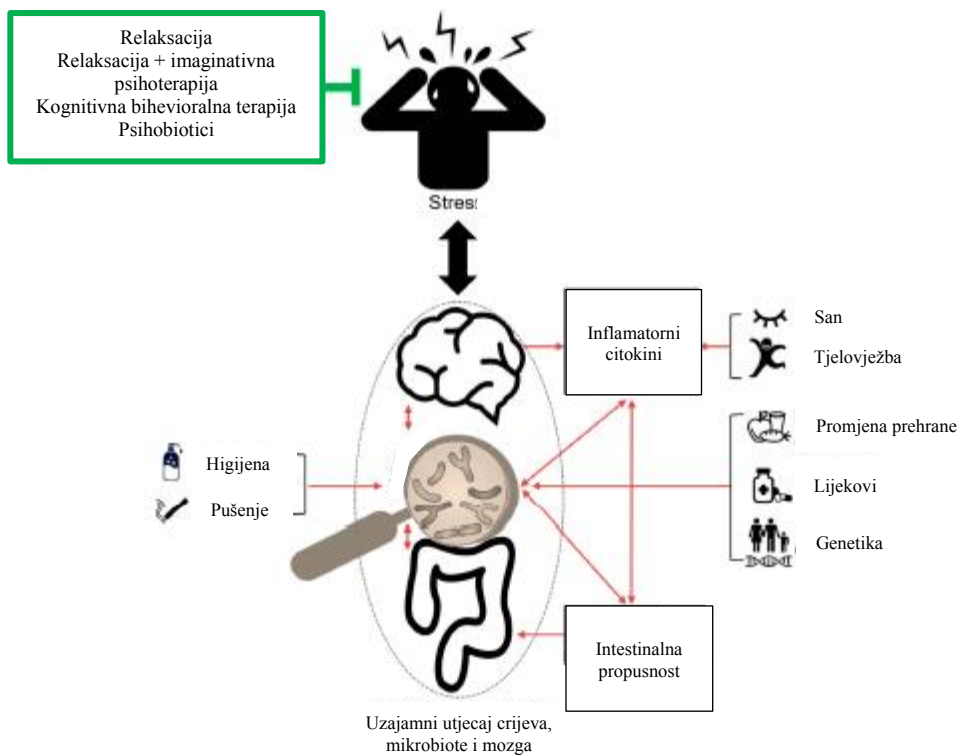 Relaksacija
Relaksacija + imaginativna
psihoterapija
Kognitivna bihevioralna terapija
Psihobiotici
Stres
Inflamatorni
citokini
San
Tjelovježba
Promjena prehrane
Lijekovi
Genetika
Higijena
Pušenje
Intestinalna
propusnost
Uzajamni utjecaj crijeva,
mikrobiote i mozga